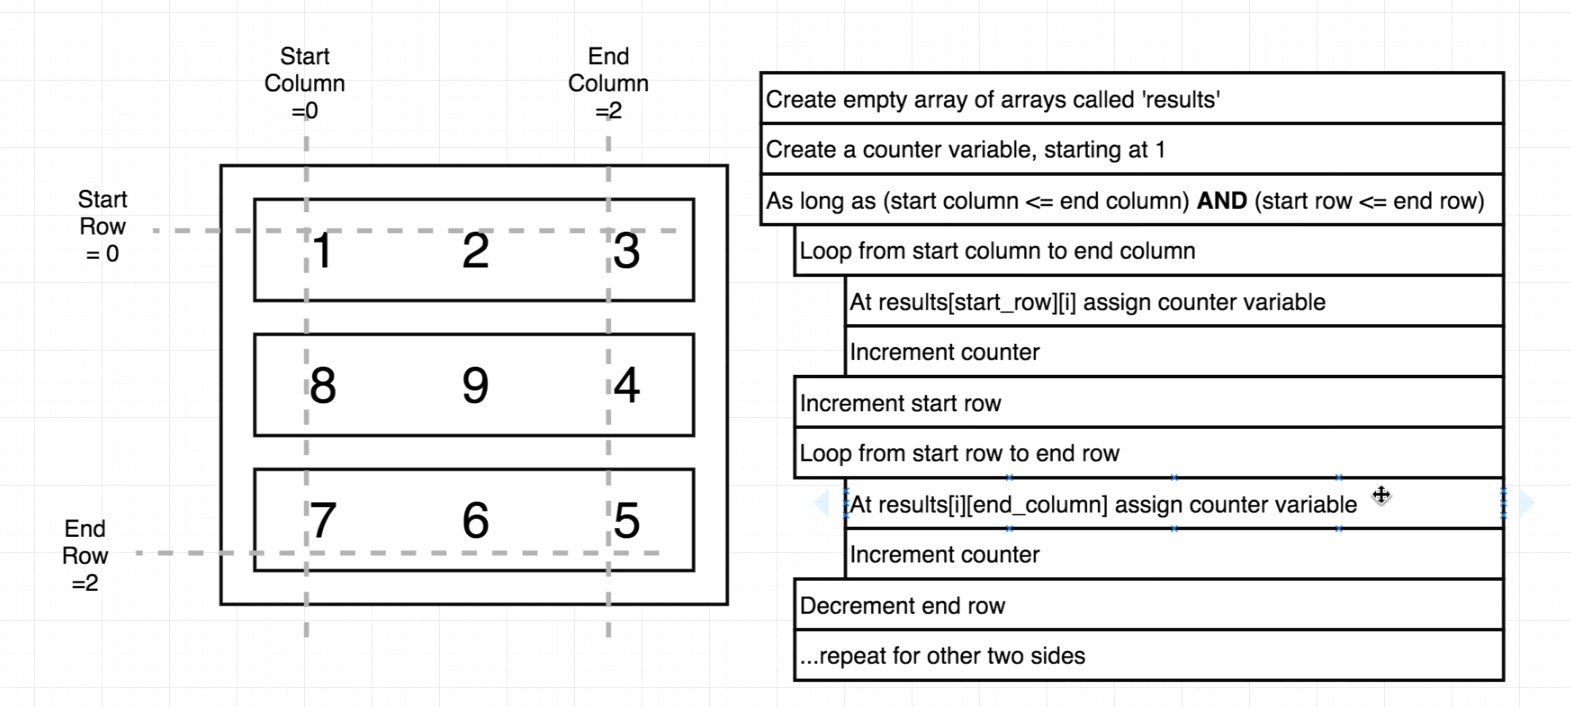 Start
Column
=0
End
Column
=2
Start
Row
= 0
1 2 3
8 9 4
7 6 5
End
Row
=2
Create empty array of arrays called 'results'
Create a counter variable, starting at 1
As long as (start column <= end column) AND (start row <= end row)
Loop from start column to end column
At results[start_row][i] assign counter variable
Increment counter
Increment start row
Loop from start row to end row
At results[i][end_column] assign counter variable
Increment counter
Decrement end row
...repeat for other two sides